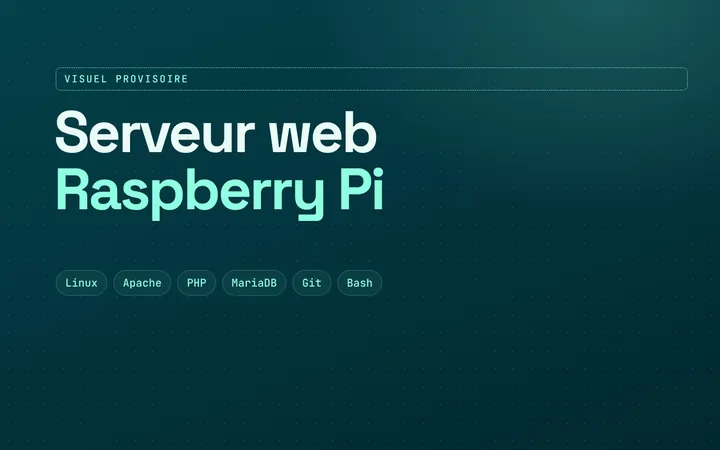 VISUEL PROVISOIRE
Serveur web
Raspberry Pi
Linux Apache PHP MariaDB Git Bash